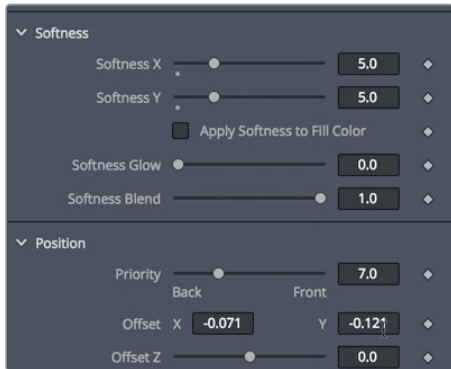 Softness
Softness X 5.0
Softness Y 5.0
Apply Softness to Fill Color
Softness Glow 0.0
Softness Blend 1.0
Position
Priority 7.0
Back Front
Offset X -0.071 Y -0.121
Offset Z 0.0